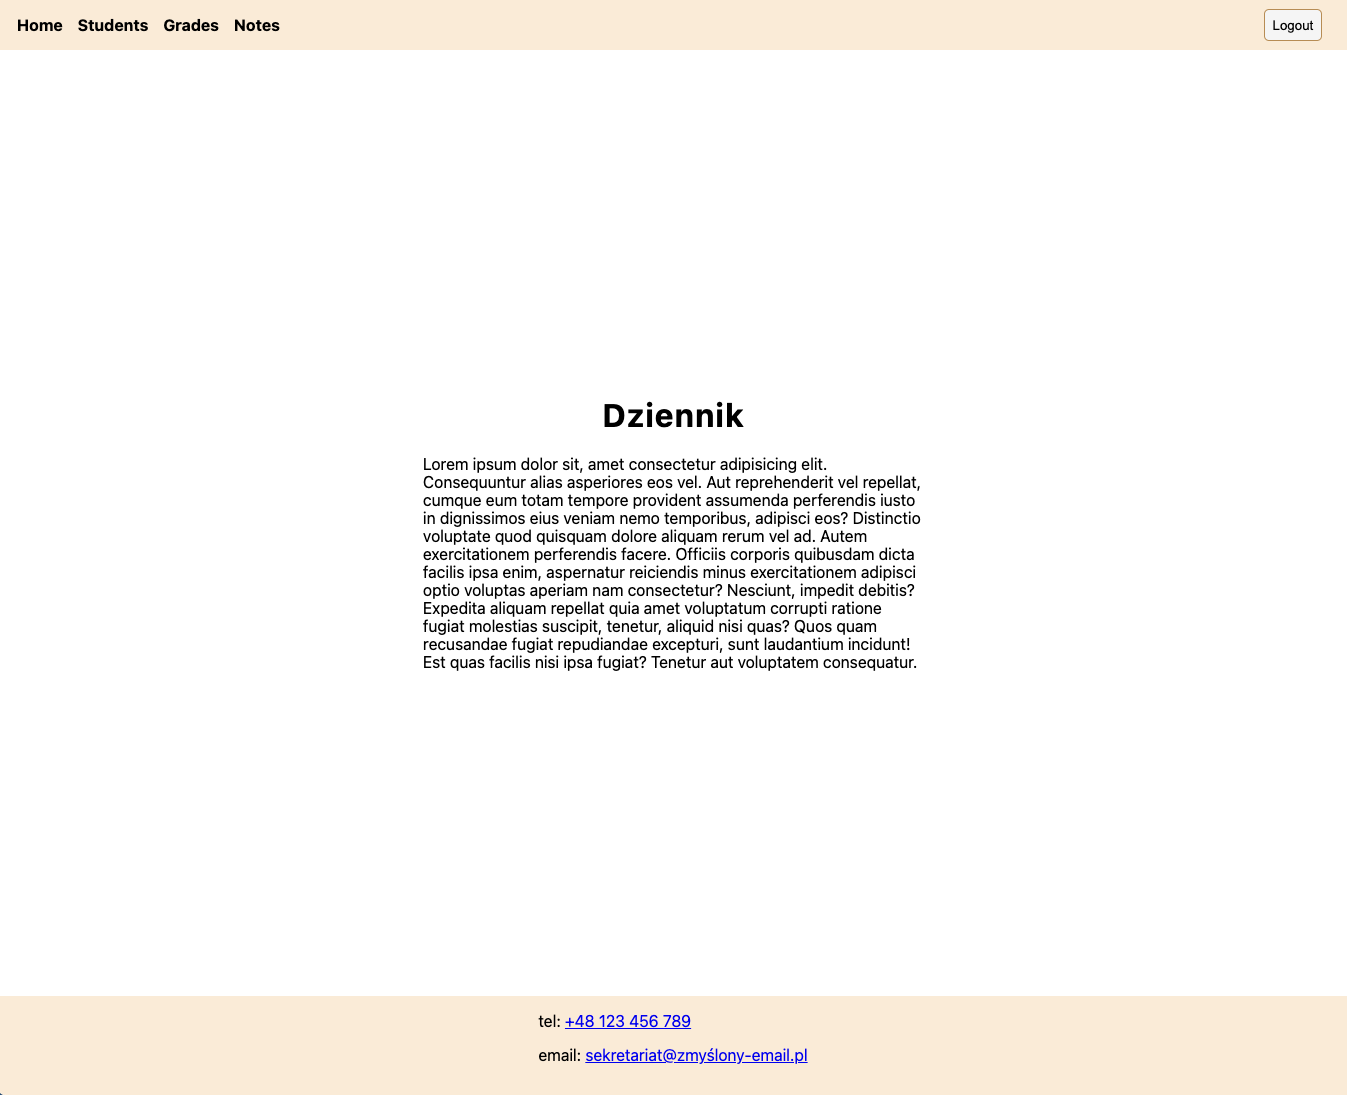 Home Students Grades Notes Logout
Dziennik
Lorem ipsum dolor sit, amet consectetur adipisicing elit.
Consequuntur alias asperiores eos vel. Aut reprehenderit vel repellat,
cumque eum totam tempore provident assumenda perferendis iusto
in dignissimos eius veniam nemo temporibus, adipisci eos? Distinctio
voluptate quod quisquam dolore aliquam rerum vel ad. Autem
exercitationem perferendis facere. Officiis corporis quibusdam dicta
facilis ipsa enim, aspernatur reiciendis minus exercitationem adipisci
optio voluptas aperiam nam consectetur? Nesciunt, impedit debitis?
Expedita aliquam repellat quia amet voluptatum corrupti ratione
fugiat molestias suscipit, tenetur, aliquid nisi quas? Quos quam
recusandae fugiat repudiandae excepturi, sunt laudantium incidunt!
Est quas facilis nisi ipsa fugiat? Tenetur aut voluptatem consequatur.
tel: +48 123 456 789
email: sekretariat@zmyślony-email.pl